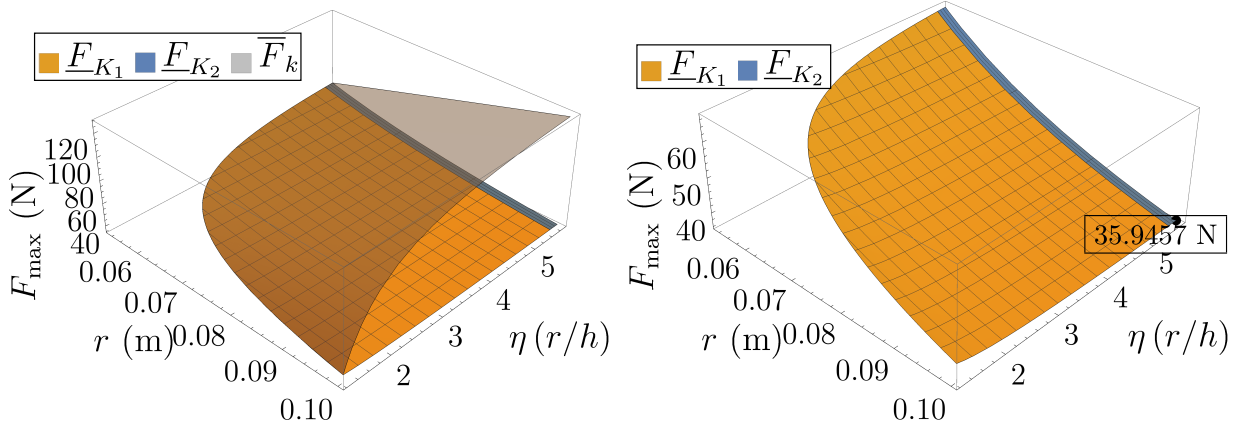 F_K₁ F_K₂ F̅_k
120
100
80
60
40
F_max (N)
0.06
0.07
0.08
0.09
0.10
r (m)
2
3
4
5
η (r/h)
F_K₁ F_K₂
60
50
40
F_max (N)
35.9457 N
0.06
0.07
0.08
0.09
0.10
r (m)
2
3
4
5
η (r/h)